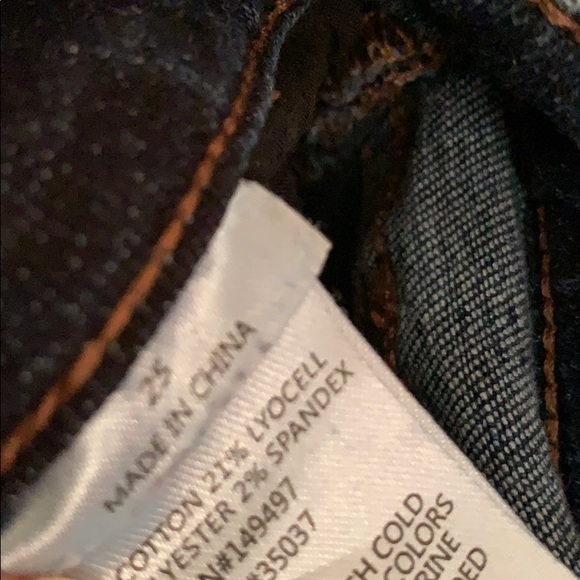 25
MADE IN CHINA
COTTON 21% LYOCELL
YESTER 2% SPANDEX
N#149497
#35037
H COLD
COLORS
RINE
ED